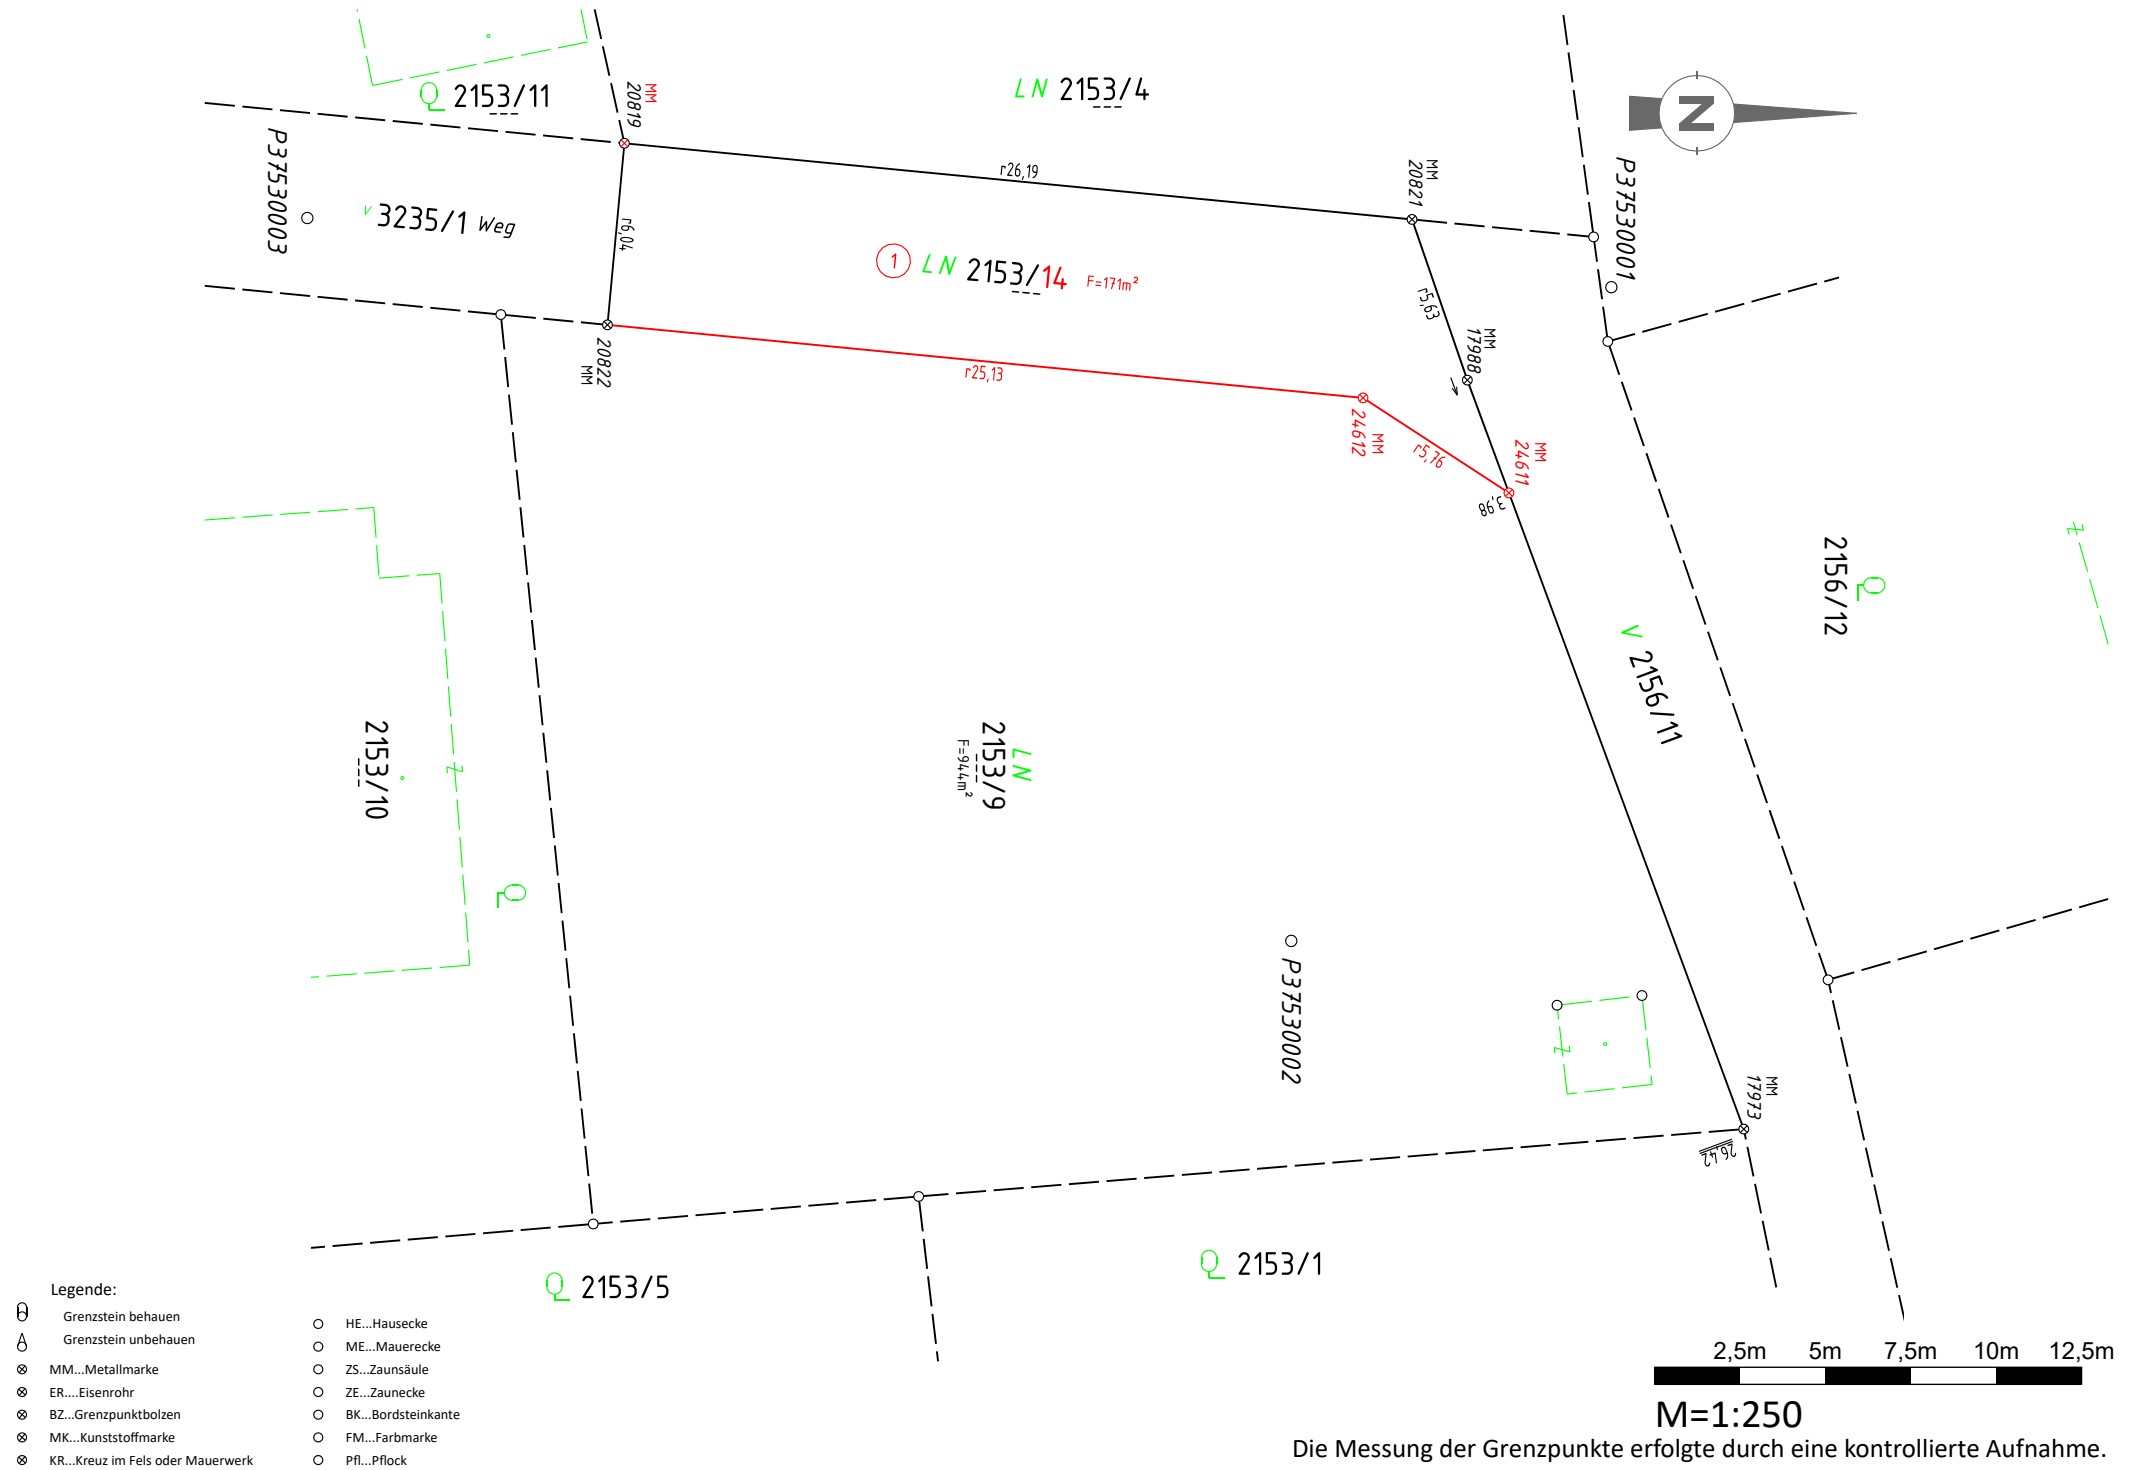 Q 2153/11
MM
20819
LN 2153/4
N
P37530003
v 3235/1 Weg
r6,04
r26,19
MM
20821
P37530001
1 LN 2153/14 F=171m²
r5,63
MM
17988
20822
MM
r25,13
MM
24612
r5,76
MM
24611
3,98
2156/12
V 2156/11
2153/10
LN
2153/9
F=944m²
P37530002
MM
17973
26,42
Q 2153/5
Q 2153/1
Legende:
Grenzstein behauen
Grenzstein unbehauen
MM...Metallmarke
ER....Eisenrohr
BZ...Grenzpunktbolzen
MK...Kunststoffmarke
KR...Kreuz im Fels oder Mauerwerk
HE...Hausecke
ME...Mauerecke
ZS...Zaunsäule
ZE...Zaunecke
BK...Bordsteinkante
FM...Farbmarke
Pfl...Pflock
2,5m 5m 7,5m 10m 12,5m
M=1:250
Die Messung der Grenzpunkte erfolgte durch eine kontrollierte Aufnahme.